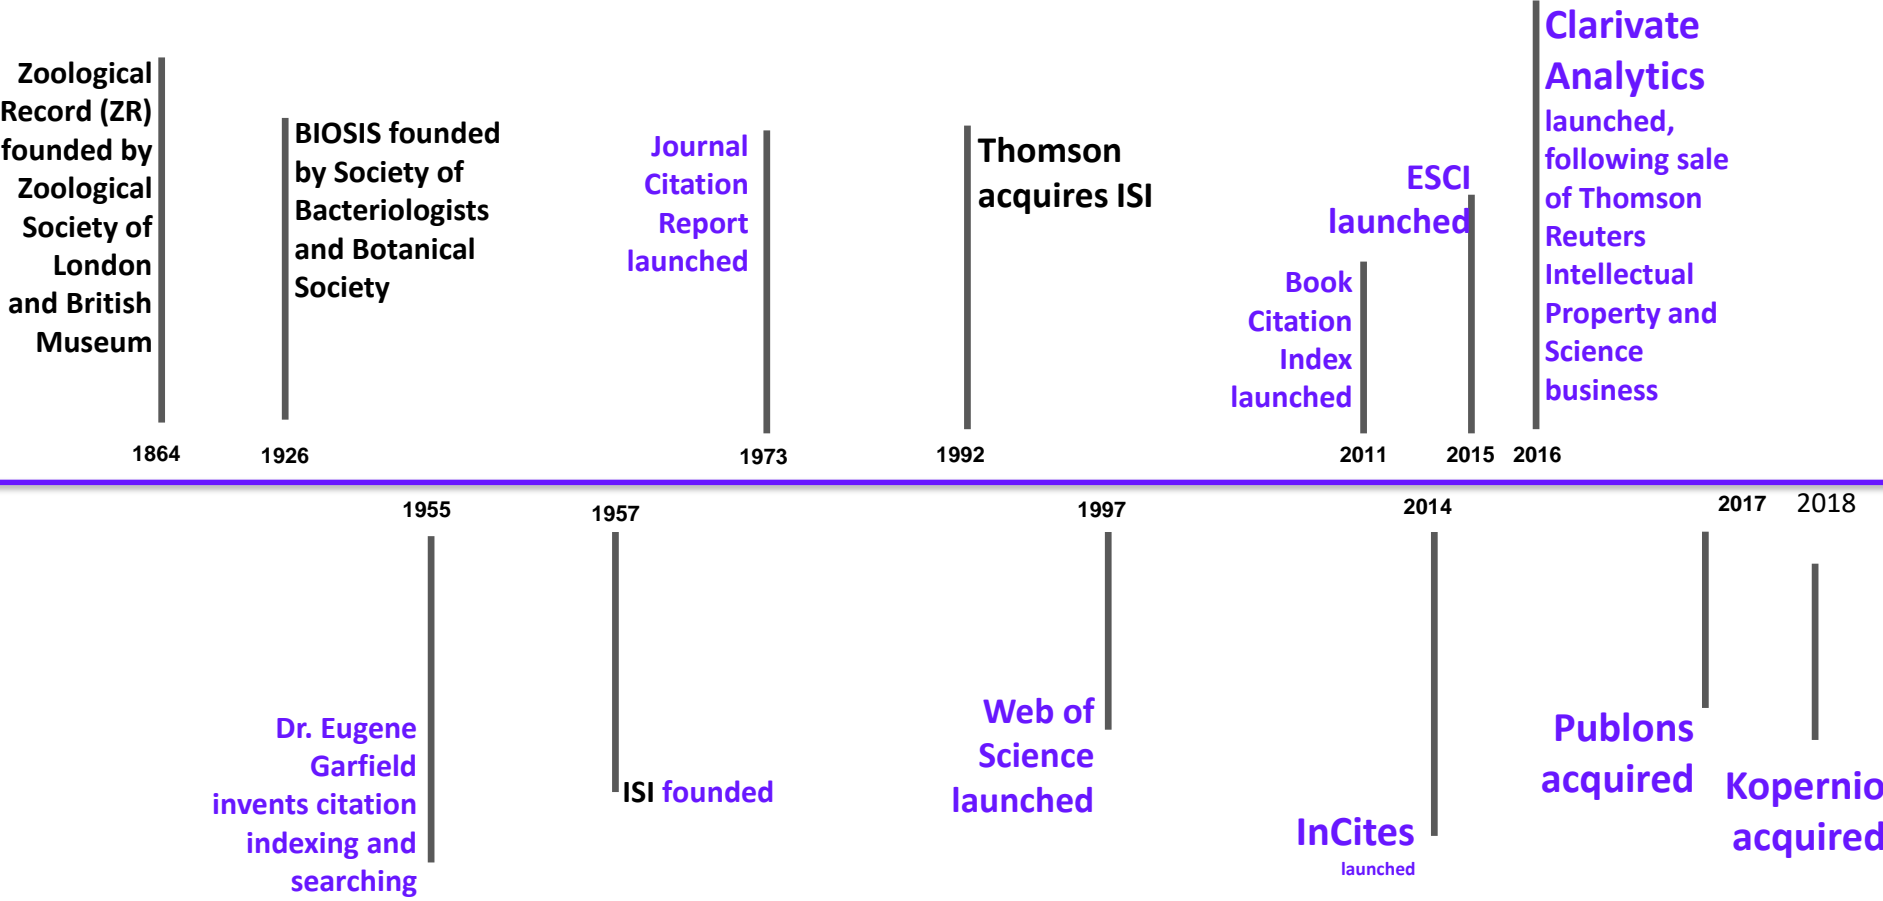 Zoological
Record (ZR)
founded by
Zoological
Society of
London
and British
Museum
1864
BIOSIS founded
by Society of
Bacteriologists
and Botanical
Society
1926
Journal
Citation
Report
launched
1973
Thomson
acquires ISI
1992
Book
Citation
Index
launched
2011
ESCI
launched
2015
Clarivate
Analytics
launched,
following sale
of Thomson
Reuters
Intellectual
Property and
Science
business
2016
1955
Dr. Eugene
Garfield
invents citation
indexing and
searching
1957
ISI founded
1997
Web of
Science
launched
2014
InCites
launched
2017
Publons
acquired
2018
Kopernio
acquired